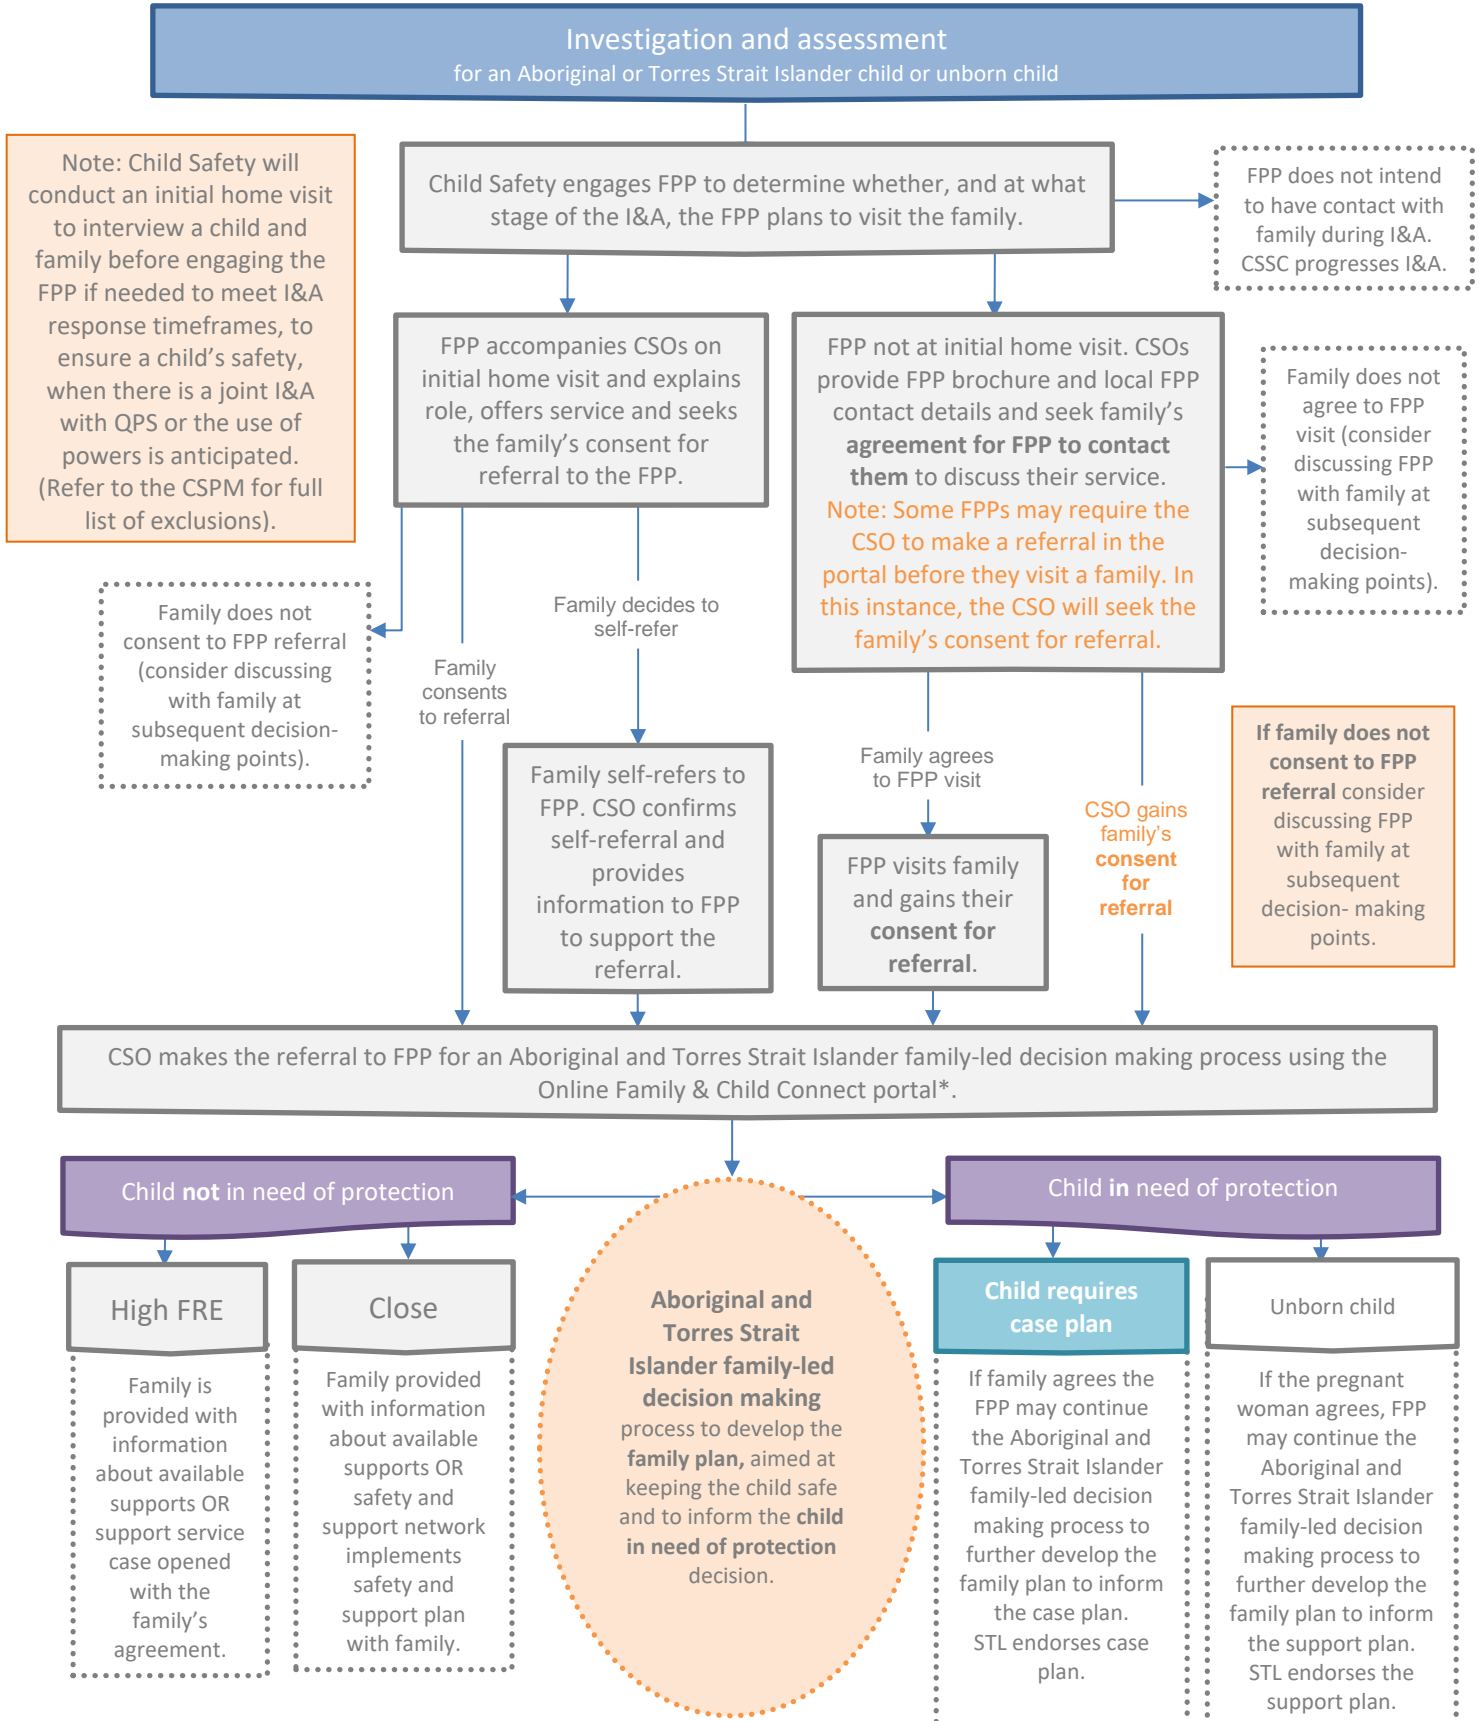 Investigation and assessment
for an Aboriginal or Torres Strait Islander child or unborn child
Note: Child Safety will
conduct an initial home visit
to interview a child and
family before engaging the
FPP if needed to meet I&A
response timeframes, to
ensure a child’s safety,
when there is a joint I&A
with QPS or the use of
powers is anticipated.
(Refer to the CSPM for full
list of exclusions).
Child Safety engages FPP to determine whether, and at what
stage of the I&A, the FPP plans to visit the family.
FPP does not intend
to have contact with
family during I&A.
CSSC progresses I&A.
FPP accompanies CSOs on
initial home visit and explains
role, offers service and seeks
the family’s consent for
referral to the FPP.
FPP not at initial home visit. CSOs
provide FPP brochure and local FPP
contact details and seek family’s
agreement for FPP to contact
them to discuss their service.
Note: Some FPPs may require the
CSO to make a referral in the
portal before they visit a family. In
this instance, the CSO will seek the
family’s consent for referral.
Family does not
agree to FPP
visit (consider
discussing FPP
with family at
subsequent
decision-
making points).
Family does not
consent to FPP referral
(consider discussing
with family at
subsequent decision-
making points).
Family
consents
to referral
Family decides to
self-refer
Family self-refers to
FPP. CSO confirms
self-referral and
provides
information to FPP
to support the
referral.
Family agrees
to FPP visit
FPP visits family
and gains their
consent for
referral.
CSO gains
family’s
consent
for
referral
If family does not
consent to FPP
referral consider
discussing FPP
with family at
subsequent
decision- making
points.
CSO makes the referral to FPP for an Aboriginal and Torres Strait Islander family-led decision making process using the
Online Family & Child Connect portal*.
Child not in need of protection
Child in need of protection
High FRE
Family is
provided with
information
about available
supports OR
support service
case opened
with the
family’s
agreement.
Close
Family provided
with information
about available
supports OR
safety and
support network
implements
safety and
support plan
with family.
Aboriginal and
Torres Strait
Islander family-led
decision making
process to develop the
family plan, aimed at
keeping the child safe
and to inform the child
in need of protection
decision.
Child requires
case plan
If family agrees the
FPP may continue
the Aboriginal and
Torres Strait Islander
family-led decision
making process to
further develop the
family plan to inform
the case plan.
STL endorses case
plan.
Unborn child
If the pregnant
woman agrees, FPP
may continue the
Aboriginal and
Torres Strait Islander
family-led decision
making process to
further develop the
family plan to inform
the support plan.
STL endorses the
support plan.